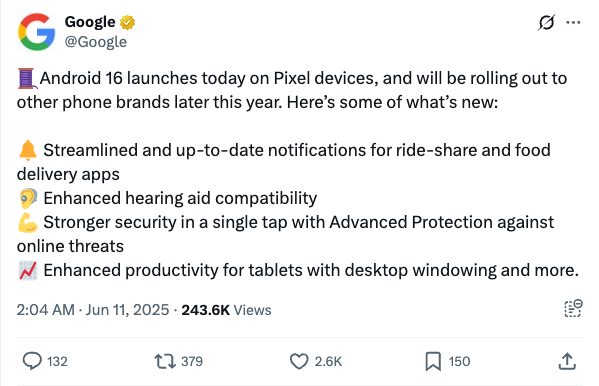 Google
@Google
🧵Android 16 launches today on Pixel devices, and will be rolling out to
other phone brands later this year. Here’s some of what’s new:
🔔 Streamlined and up-to-date notifications for ride-share and food
delivery apps
🦻 Enhanced hearing aid compatibility
💪 Stronger security in a single tap with Advanced Protection against
online threats
📈 Enhanced productivity for tablets with desktop windowing and more.
2:04 AM · Jun 11, 2025 · 243.6K Views
132 379 2.6K 150